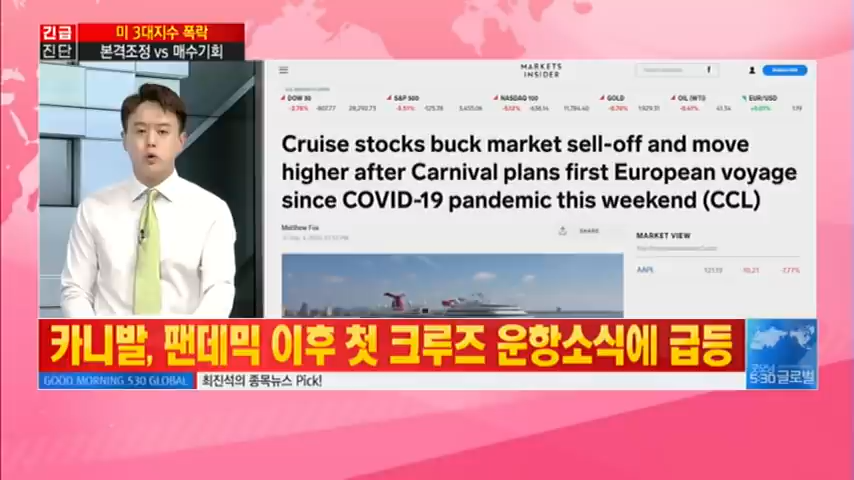 긴급
진단
미 3대지수 폭락
본격조정 vs 매수기회
MARKETS
INSIDER
DOW 30
S&P 500
NASDAQ 100
GOLD
OIL (WTI)
EUR/USD
Cruise stocks buck market sell-off and move
higher after Carnival plans first European voyage
since COVID-19 pandemic this weekend (CCL)
Matthew Fox
SHARE
MARKET VIEW
AAPL
카니발, 팬데믹 이후 첫 크루즈 운항소식에 급등
GOOD MORNING 530 GLOBAL
최진석의 종목뉴스 Pick!
5:30 글로벌